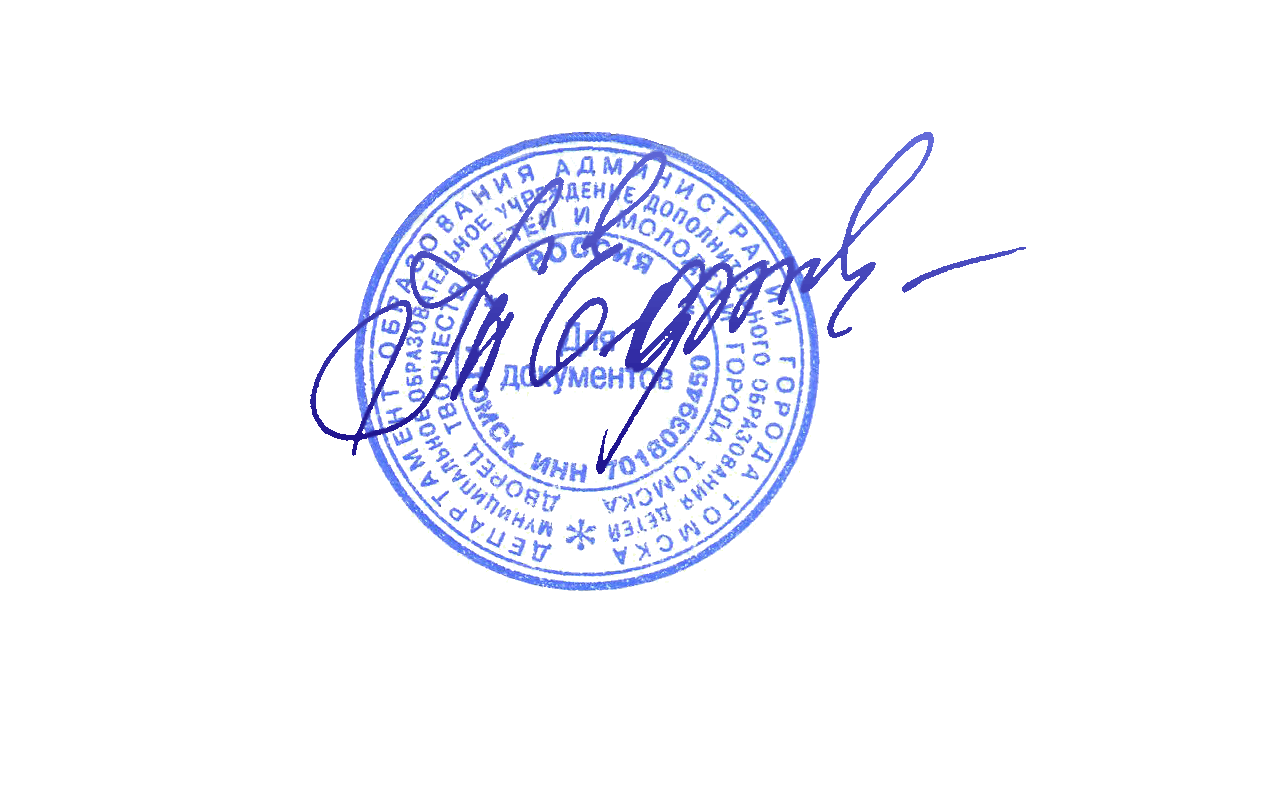 ДЕПАРТАМЕНТ ОБРАЗОВАНИЯ АДМИНИСТРАЦИИ ГОРОДА ТОМСКА
МУНИЦИПАЛЬНОЕ ОБРАЗОВАТЕЛЬНОЕ УЧРЕЖДЕНИЕ ДОПОЛНИТЕЛЬНОГО ОБРАЗОВАНИЯ ДЕТЕЙ
ДВОРЕЦ ТВОРЧЕСТВА ДЕТЕЙ И МОЛОДЕЖИ ГОРОДА ТОМСКА
РОССИЯ
Для
документов
ТОМСК ИНН 7018039450